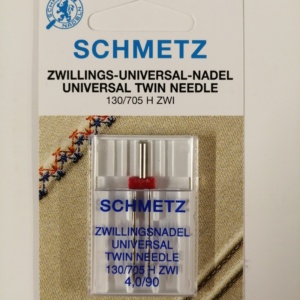 SCHMETZ
ZWILLINGS-UNIVERSAL-NADEL
UNIVERSAL TWIN NEEDLE
130/705 H ZWI
SCHMETZ
ZWILLINGSNADEL
UNIVERSAL
TWIN NEEDLE
130/705 H ZWI
4,0/90